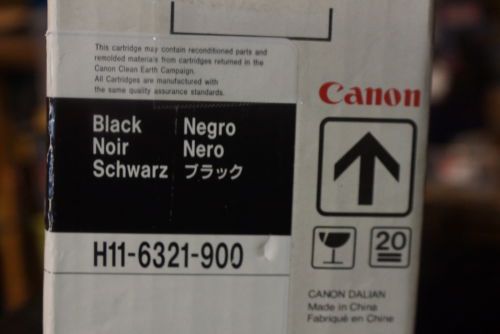 This cartridge may contain reconditioned parts and
remolded materials from cartridges returned in the
Canon Clean Earth Campaign.
All Cartridges are manufactured with
the same quality assurance standards.
Black Negro
Noir Nero
Schwarz ブラック
H11-6321-900
Canon
20
CANON DALIAN
Made in China
Fabriqué en Chine